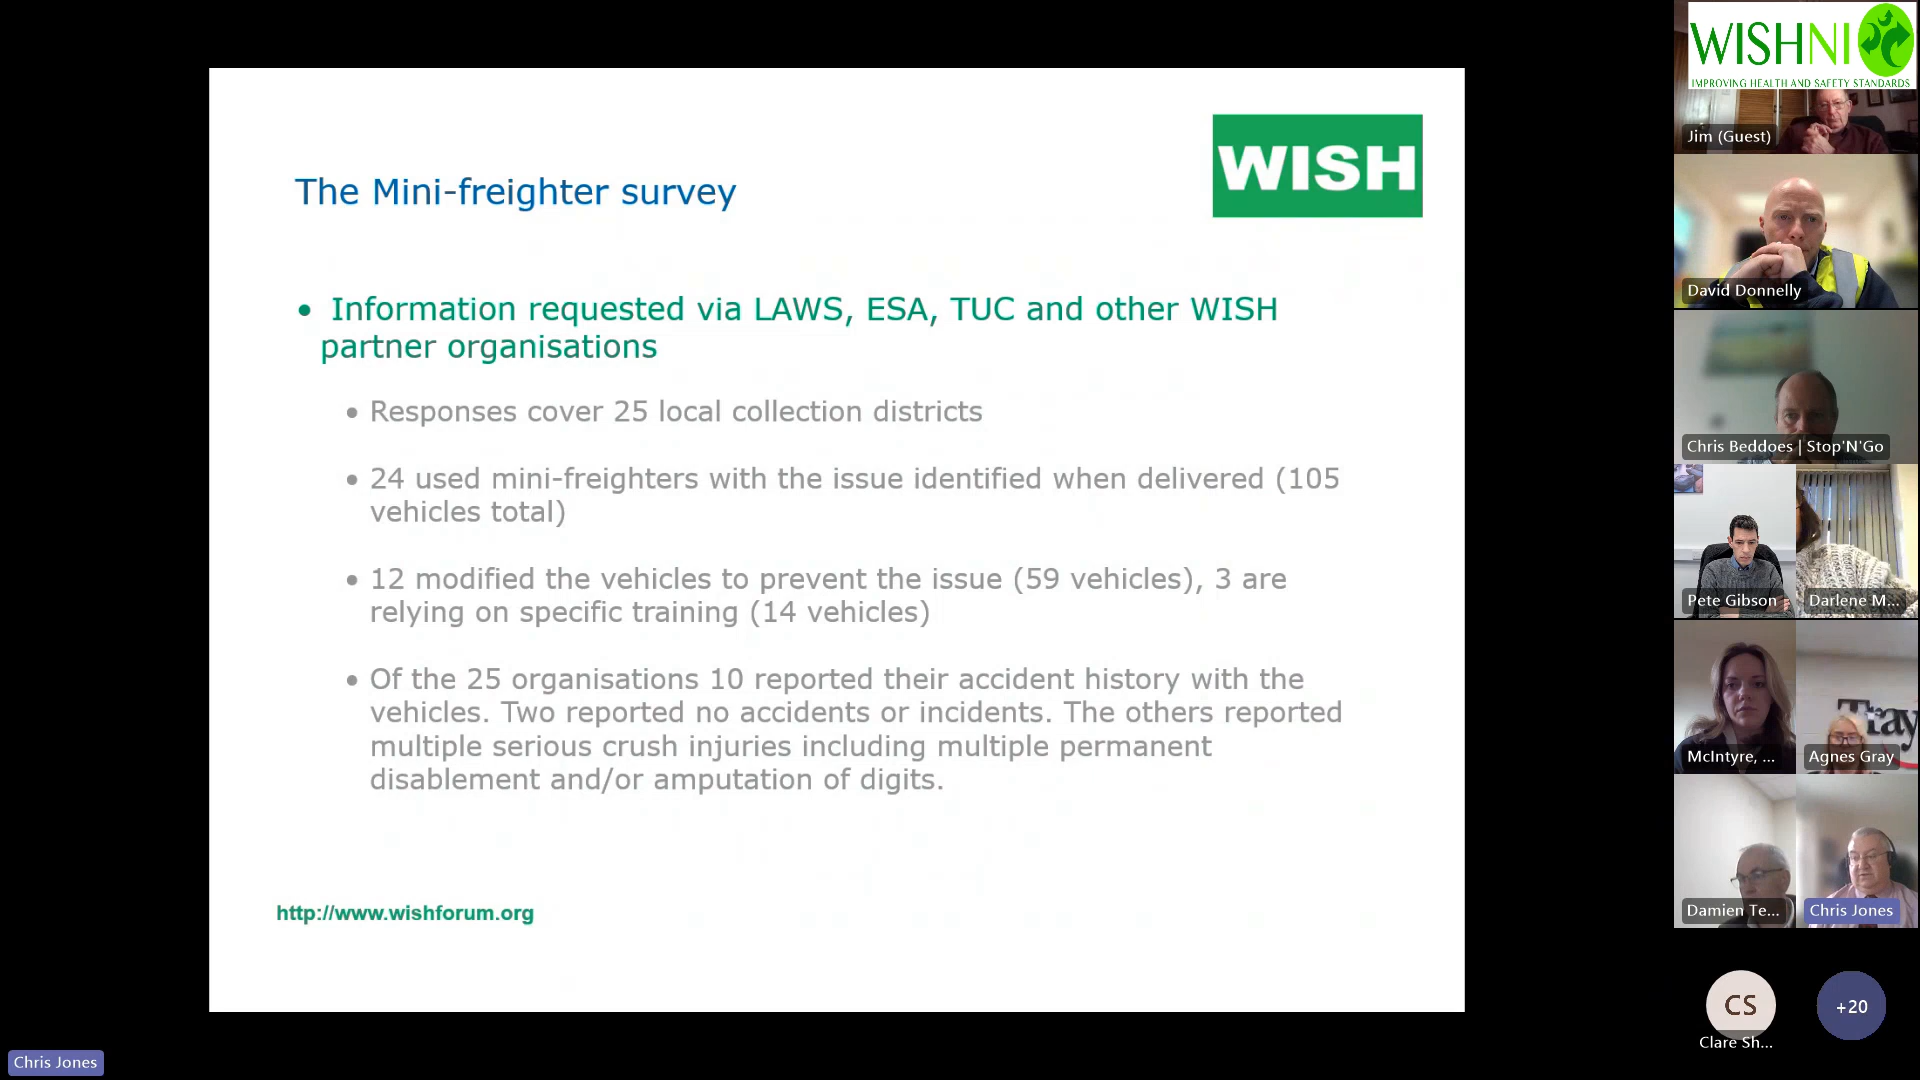 The Mini-freighter survey
WISH
• Information requested via LAWS, ESA, TUC and other WISH
partner organisations
• Responses cover 25 local collection districts
• 24 used mini-freighters with the issue identified when delivered (105
vehicles total)
• 12 modified the vehicles to prevent the issue (59 vehicles), 3 are
relying on specific training (14 vehicles)
• Of the 25 organisations 10 reported their accident history with the
vehicles. Two reported no accidents or incidents. The others reported
multiple serious crush injuries including multiple permanent
disablement and/or amputation of digits.
http://www.wishforum.org
Chris Jones
WISHNI
IMPROVING HEALTH AND SAFETY STANDARDS
Jim (Guest)
David Donnelly
Chris Beddoes | Stop'N'Go
Pete Gibson
Darlene M...
McIntyre, ...
Tray
Agnes Gray
Damien Te...
Chris Jones
CS
+20
Clare Sh...